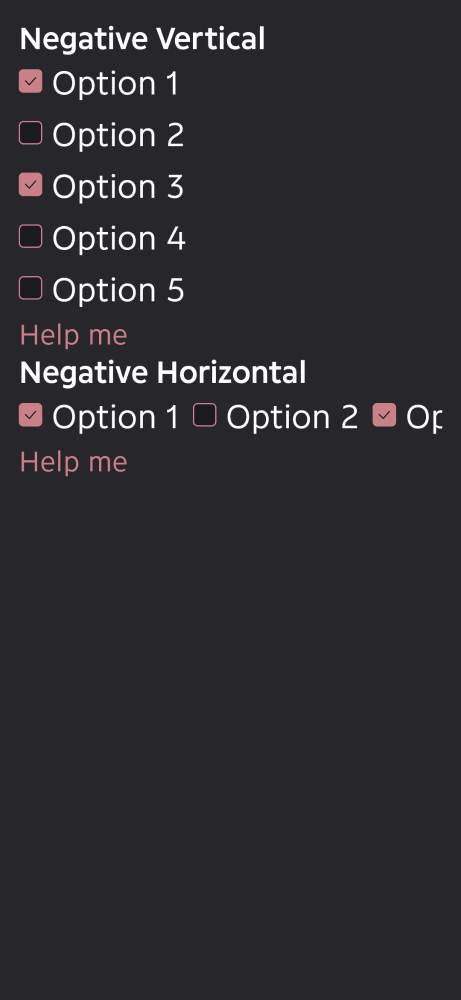 Negative Vertical
Option 1
Option 2
Option 3
Option 4
Option 5
Help me
Negative Horizontal
Option 1 Option 2 Op
Help me